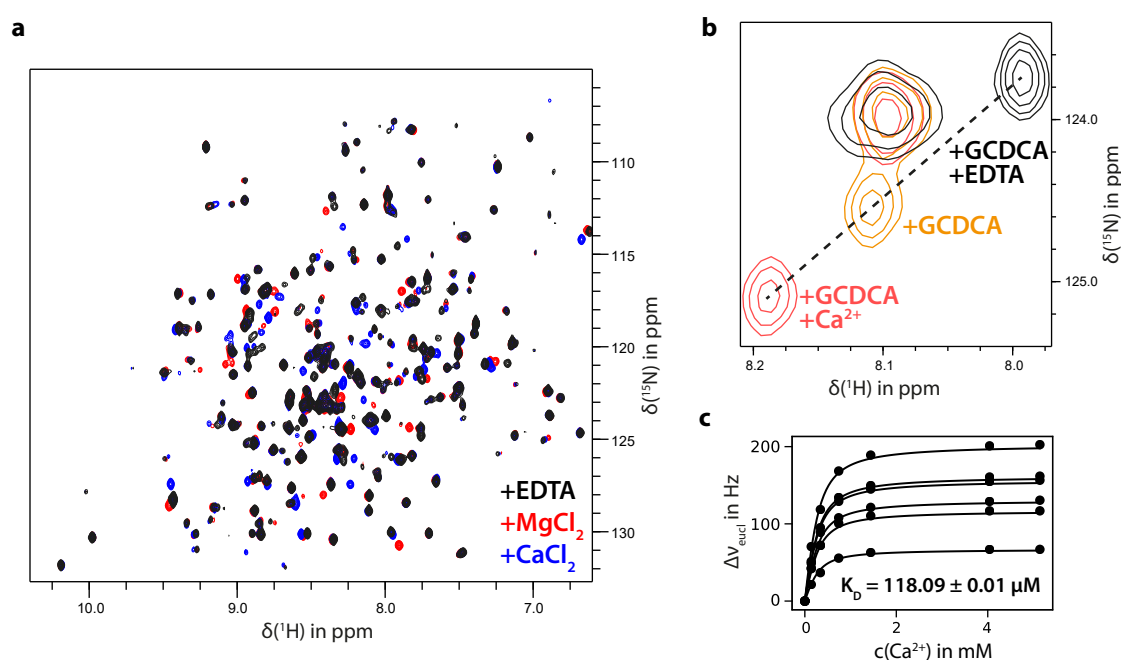 a
110
115
120
125
130
δ(¹⁵N) in ppm
+EDTA
+MgCl₂
+CaCl₂
10.0 9.0 8.0 7.0
δ(¹H) in ppm
b
+GCDCA
+EDTA
+GCDCA
+GCDCA
+Ca²⁺
124.0
125.0
δ(¹⁵N) in ppm
8.2 8.1 8.0
δ(¹H) in ppm
c
200
100
0
Δν_eucl in Hz
K_D = 118.09 ± 0.01 µM
0 2 4
c(Ca²⁺) in mM